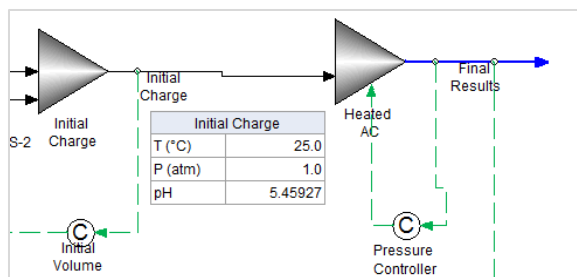 Initial
Charge
S-2
Initial
Charge
Initial Charge
T (°C) 25.0
P (atm) 1.0
pH 5.45927
C
Initial
Volume
Heated
AC
Final
Results
C
Pressure
Controller